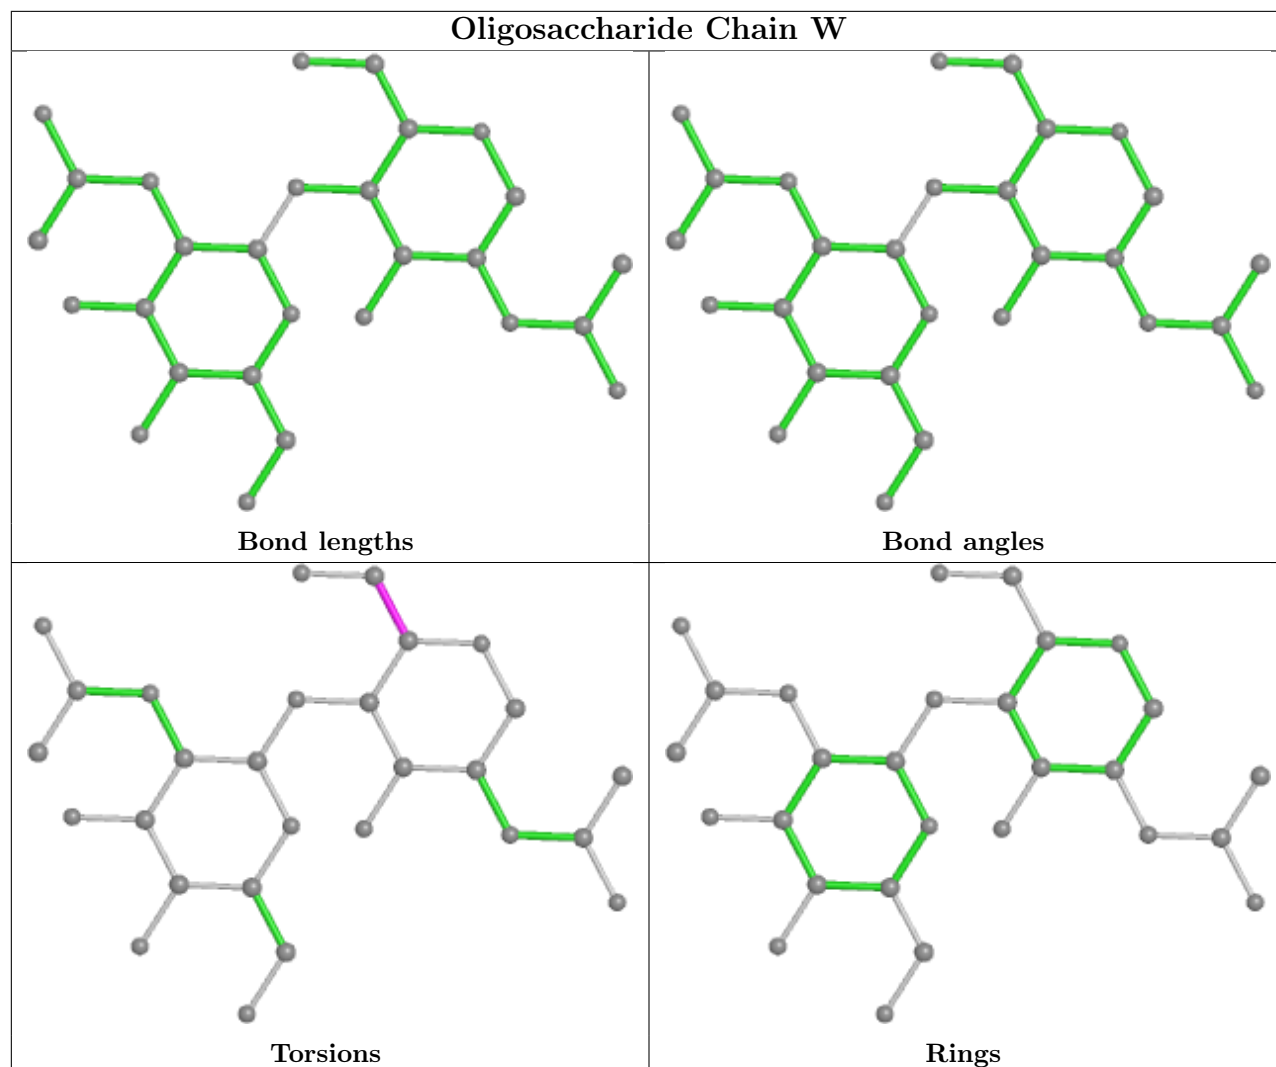 Oligosaccharide Chain W
Bond lengths
Bond angles
Torsions
Rings